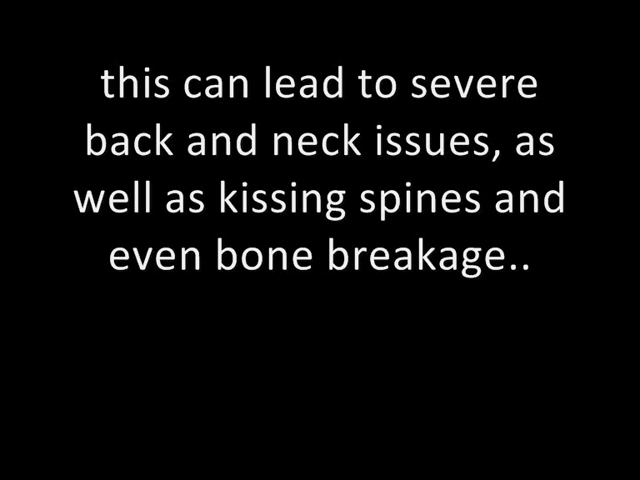 this can lead to severe
back and neck issues, as
well as kissing spines and
even bone breakage..